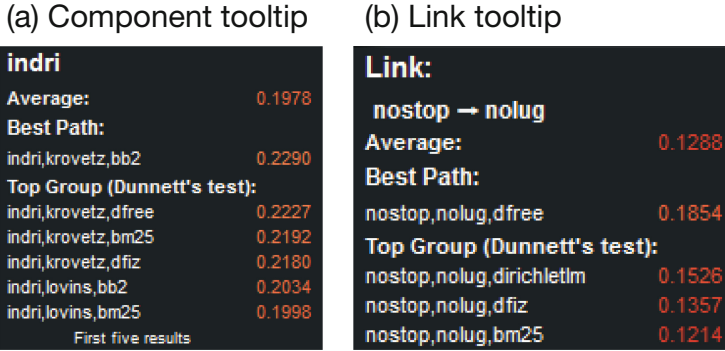 (a) Component tooltip
indri
Average: 0.1978
Best Path:
indri,krovetz,bb2 0.2290
Top Group (Dunnett's test):
indri,krovetz,dfree 0.2227
indri,krovetz,bm25 0.2192
indri,krovetz,dfiz 0.2180
indri,lovins,bb2 0.2034
indri,lovins,bm25 0.1998
First five results
(b) Link tooltip
Link:
nostop → nolug
Average: 0.1288
Best Path:
nostop,nolug,dfree 0.1854
Top Group (Dunnett's test):
nostop,nolug,dirichletlm 0.1526
nostop,nolug,dfiz 0.1357
nostop,nolug,bm25 0.1214